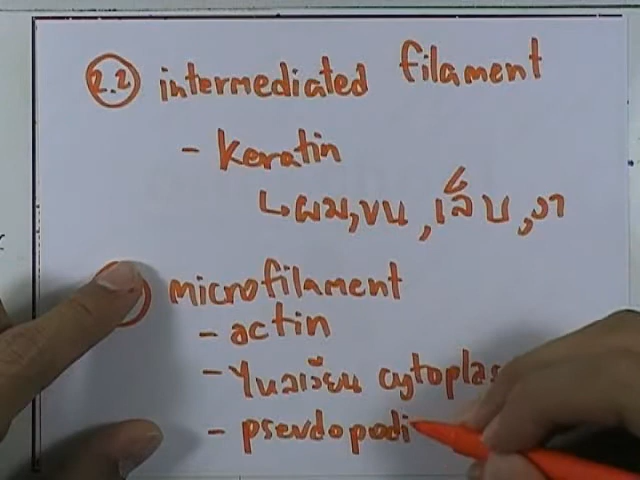 2.2 intermediated filament
- keratin
↳ ผม, ขน, เล็บ, งา
microfilament
- actin
- ไหลเวียน cytoplas
- pseudopodi